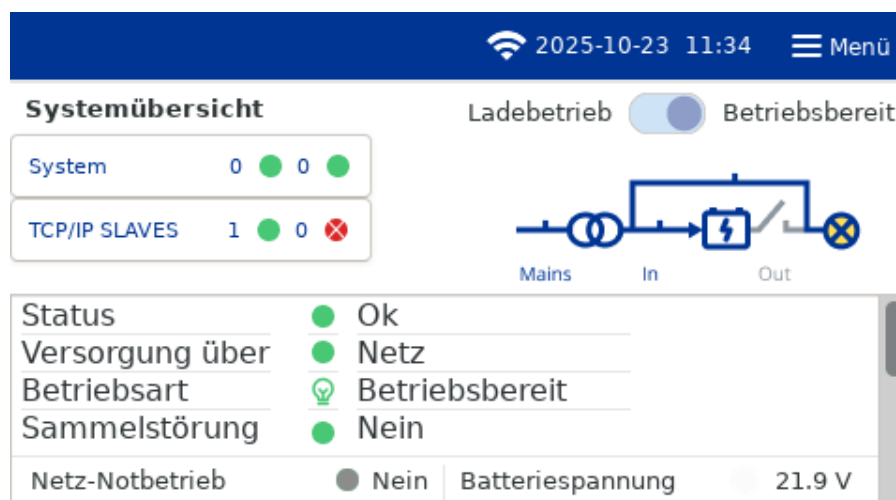 2025-10-23 11:34 Menü
Systemübersicht
Ladebetrieb Betriebsbereit
System 0 0
TCP/IP SLAVES 1 0
Mains In Out
Status Ok
Versorgung über Netz
Betriebsart Betriebsbereit
Sammelstörung Nein
Netz-Notbetrieb Nein Batteriespannung 21.9 V